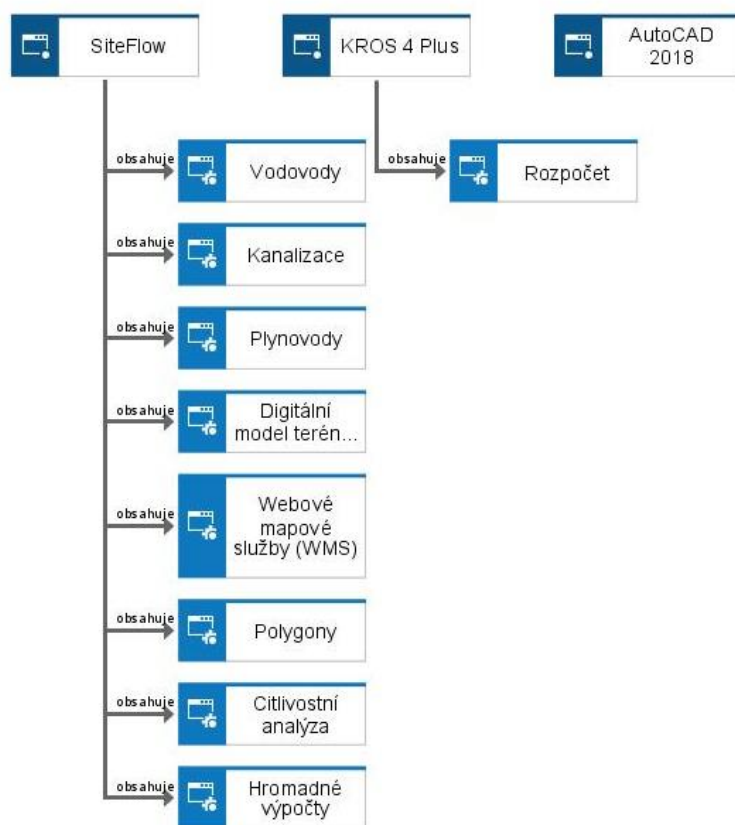 SiteFlow
KROS 4 Plus
AutoCAD
2018
obsahuje
Vodovody
obsahuje
Rozpočet
obsahuje
Kanalizace
obsahuje
Plynovody
obsahuje
Digitální
model terén...
obsahuje
Webové
mapové
služby (WMS)
obsahuje
Polygony
obsahuje
Citlivostní
analýza
obsahuje
Hromadné
výpočty